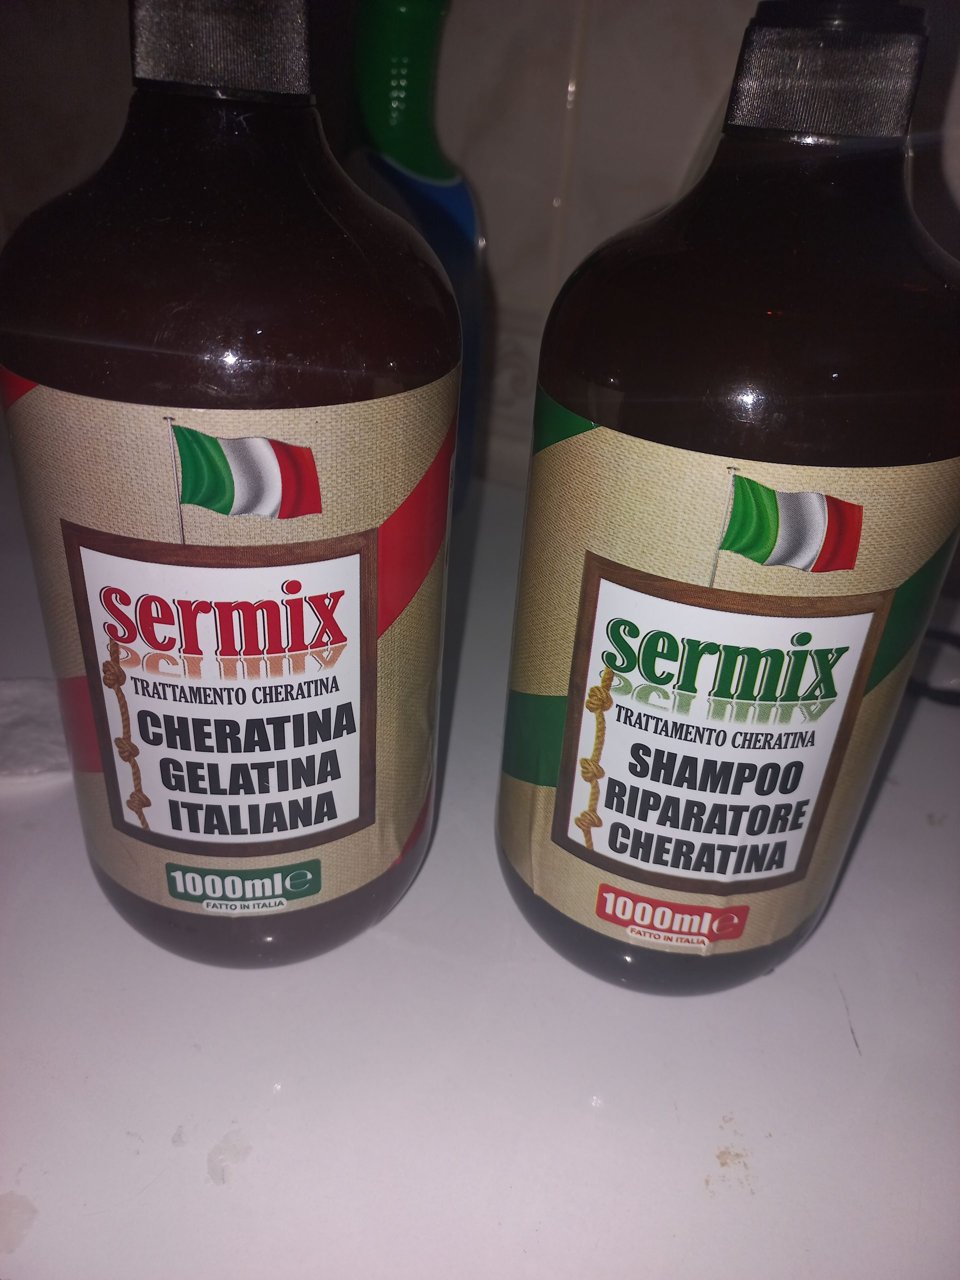 sermix
TRATTAMENTO CHERATINA
CHERATINA
GELATINA
ITALIANA
1000ml e
FATTO IN ITALIA
sermix
TRATTAMENTO CHERATINA
SHAMPOO
RIPARATORE
CHERATINA
1000ml e
FATTO IN ITALIA